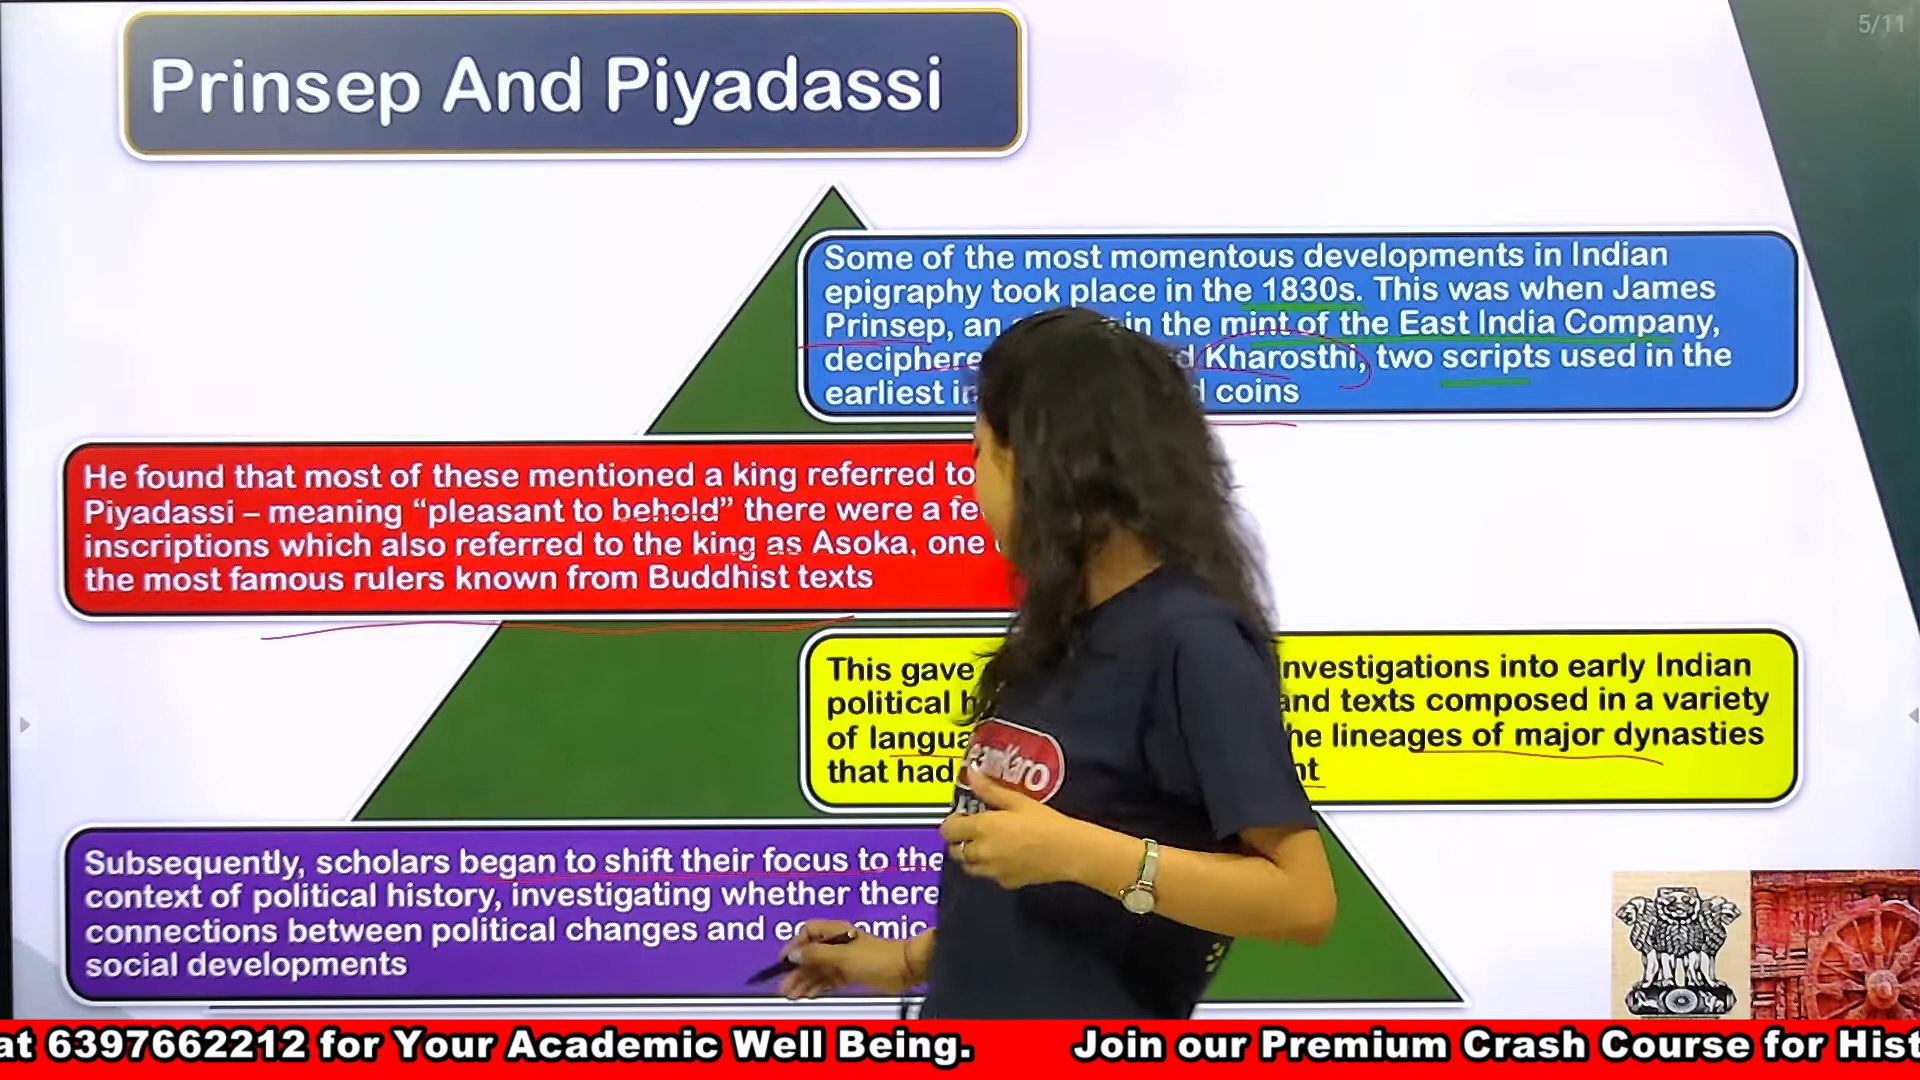 5/11
Prinsep And Piyadassi
Some of the most momentous developments in Indian
epigraphy took place in the 1830s. This was when James
Prinsep, an in the mint of the East India Company,
Kharosthi, two scripts used in the
earliest coins
He found that most of these mentioned a king referred to
Piyadassi – meaning “pleasant to behold” there were a
inscriptions which also referred to the king as Asoka, one
the most famous rulers known from Buddhist texts
This gave investigations into early Indian
political and texts composed in a variety
of lineages of major dynasties
that had
Subsequently, scholars began to shift their focus to the
context of political history, investigating whether there
connections between political changes and
social developments
at 6397662212 for Your Academic Well Being. Join our Premium Crash Course for